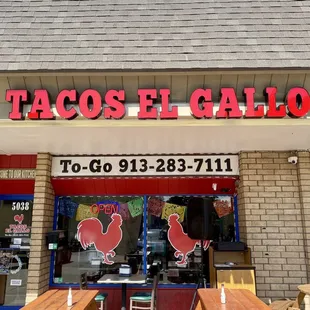 TACOS EL GALLO
To-Go 913-283-7111
5038
OPEN